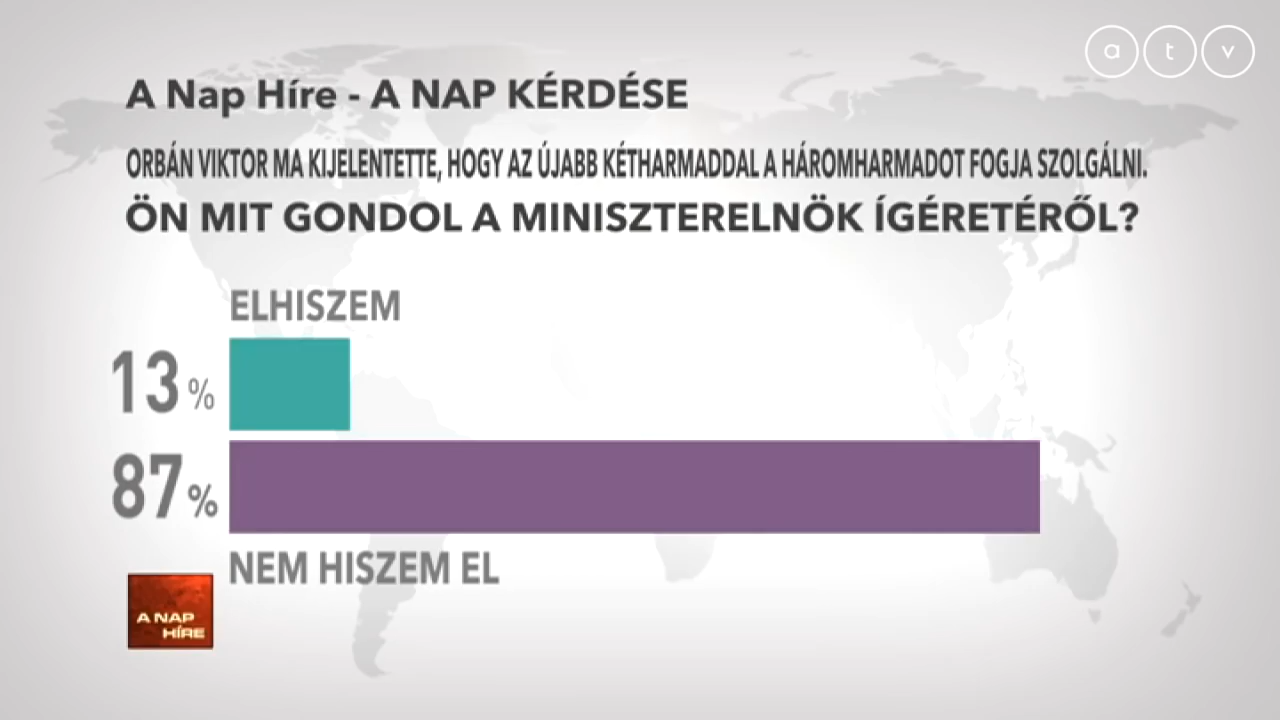 a t v
A Nap Híre - A NAP KÉRDÉSE
ORBÁN VIKTOR MA KIJELENTETTE, HOGY AZ ÚJABB KÉTHARMADDAL A HÁROMHARMADOT FOGJA SZOLGÁLNI.
ÖN MIT GONDOL A MINISZTERELNÖK ÍGÉRETÉRŐL?
ELHISZEM
13 %
87 %
NEM HISZEM EL
A NAP
HÍRE